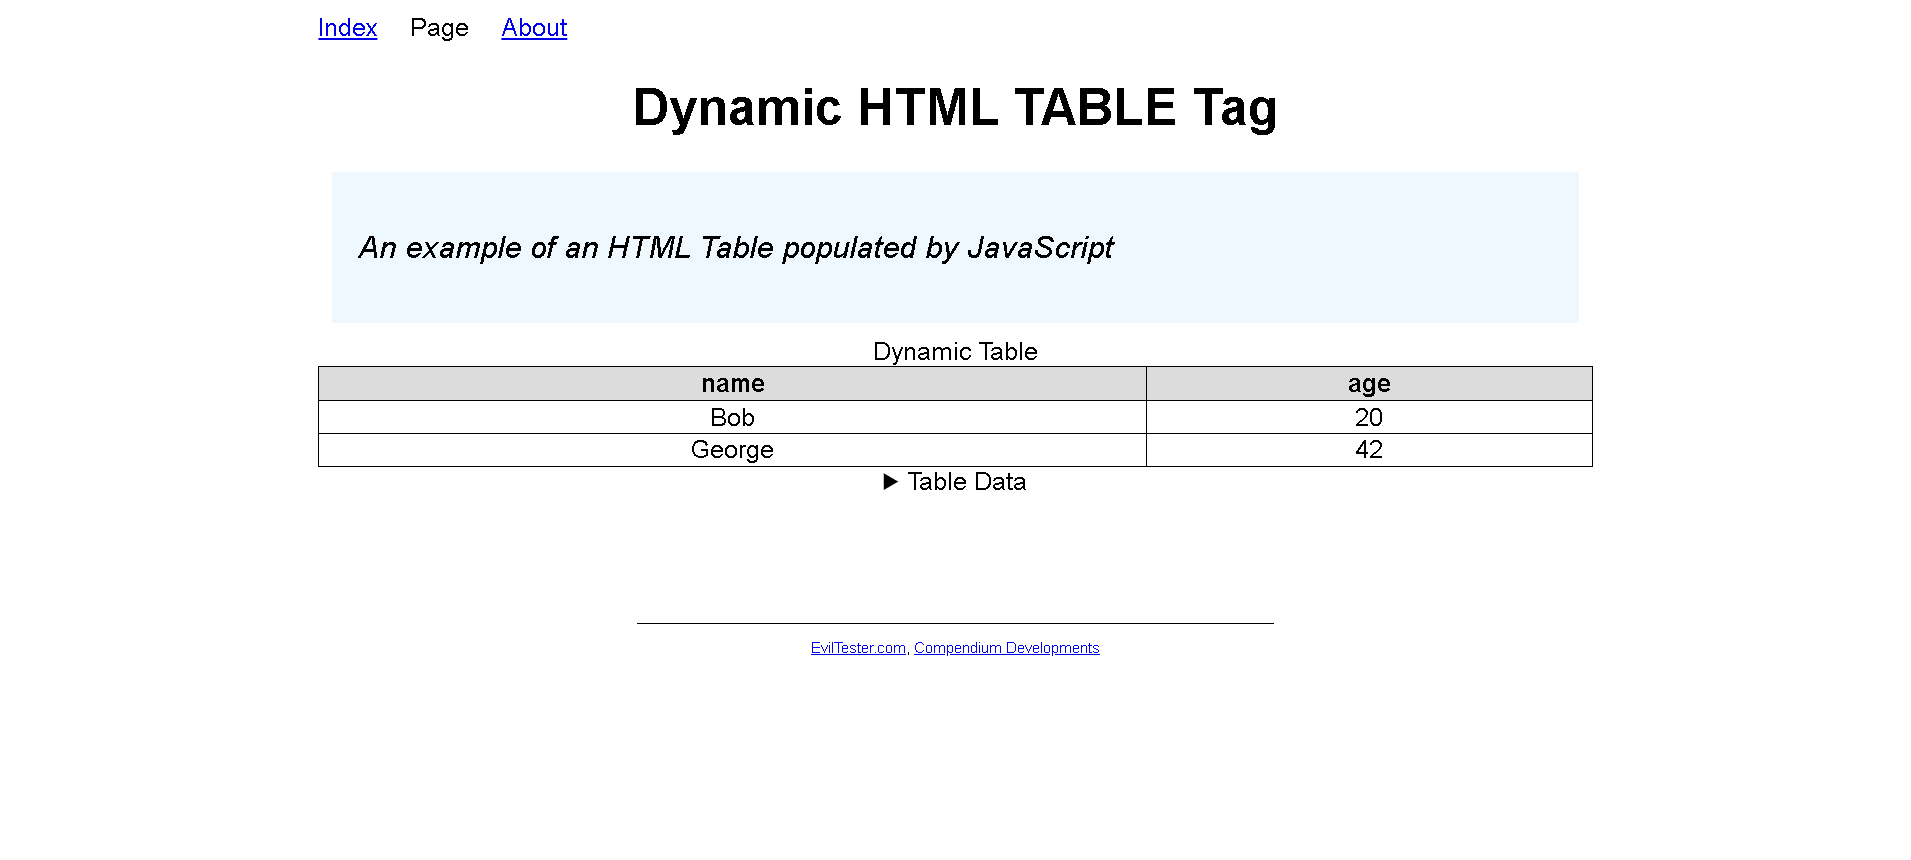 Index Page About
Dynamic HTML TABLE Tag
An example of an HTML Table populated by JavaScript
Dynamic Table
name age
Bob 20
George 42
Table Data
EvilTester.com, Compendium Developments